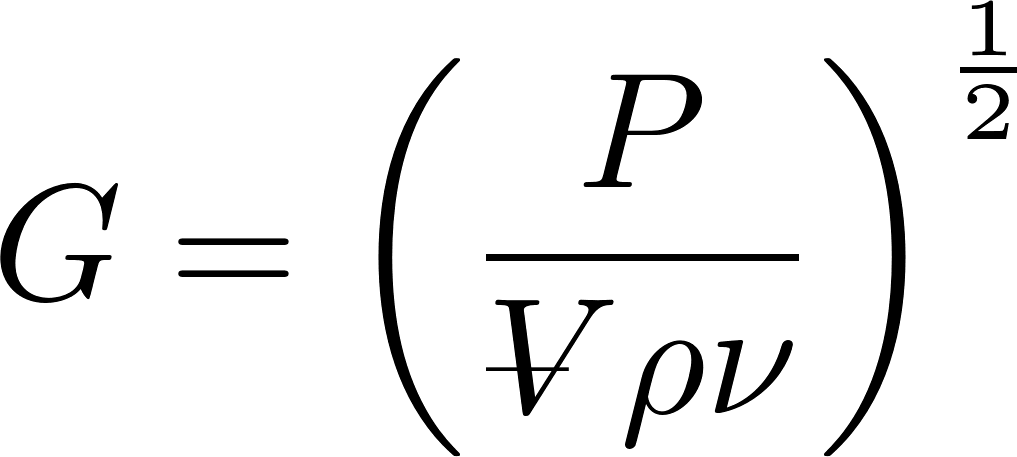 G = (P / V̶ρν)^{1/2}